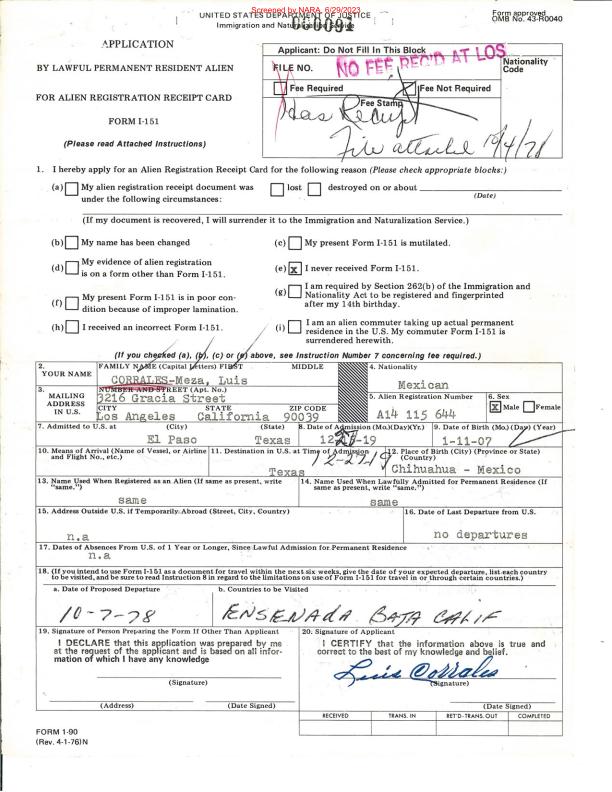 Screened by NARA, 6/29/2023
UNITED STATES DEPARTMENT OF JUSTICE
Immigration and Naturalization Service
000094
Form approved
OMB No. 43-R0040
APPLICATION
BY LAWFUL PERMANENT RESIDENT ALIEN
FOR ALIEN REGISTRATION RECEIPT CARD
FORM I-151
(Please read Attached Instructions)
Applicant: Do Not Fill In This Block
FILE NO.
NO FEE REC'D AT LOS
Nationality
Code
Fee Required
Fee Not Required
Fee Stamp
Has Receipt
File attached 10/4/78
1. I hereby apply for an Alien Registration Receipt Card for the following reason (Please check appropriate blocks:)
(a) My alien registration receipt document was lost destroyed on or about
under the following circumstances:
(Date)
(If my document is recovered, I will surrender it to the Immigration and Naturalization Service.)
(b) My name has been changed
(c) My present Form I-151 is mutilated.
(d) My evidence of alien registration
is on a form other than Form I-151.
(e) x I never received Form I-151.
(f) My present Form I-151 is in poor con-
dition because of improper lamination.
(g) I am required by Section 262(b) of the Immigration and
Nationality Act to be registered and fingerprinted
after my 14th birthday.
(h) I received an incorrect Form I-151.
(i) I am an alien commuter taking up actual permanent
residence in the U.S. My commuter Form I-151 is
surrendered herewith.
(If you checked (a), (b), (c) or (g) above, see Instruction Number 7 concerning fee required.)
2. YOUR NAME
FAMILY NAME (Capital Letters) FIRST MIDDLE
CORRALES-Meza, Luis
4. Nationality
Mexican
3. MAILING
ADDRESS
IN U.S.
NUMBER AND STREET (Apt. No.)
3216 Gracia Street
CITY STATE ZIP CODE
Los Angeles California 90039
5. Alien Registration Number
A14 115 644
6. Sex
x Male Female
7. Admitted to U.S. at (City) (State)
El Paso Texas
8. Date of Admission (Mo.)(Day)(Yr.)
12-27-19
12-27-19
9. Date of Birth (Mo.) (Day) (Year)
1-11-07
10. Means of Arrival (Name of Vessel, or Airline
and Flight No., etc.)
11. Destination in U.S. at Time of Admission
Texas
12. Place of Birth (City) (Province or State)
(Country)
Chihuahua - Mexico
13. Name Used When Registered as an Alien (If same as present, write
"same.")
same
14. Name Used When Lawfully Admitted for Permanent Residence (If
same as present, write "same")
same
15. Address Outside U.S. if Temporarily Abroad (Street, City, Country)
n.a
16. Date of Last Departure from U.S.
no departures
17. Dates of Absences From U.S. of 1 Year or Longer, Since Lawful Admission for Permanent Residence
n.a
18. (If you intend to use Form I-151 as a document for travel within the next six weeks, give the date of your expected departure, list each country
to be visited, and be sure to read Instruction 8 in regard to the limitations on use of Form I-151 for travel in or through certain countries.)
a. Date of Proposed Departure
10-7-78
b. Countries to be Visited
ENSENADA BAJA CALIF
19. Signature of Person Preparing the Form If Other Than Applicant
I DECLARE that this application was prepared by me
at the request of the applicant and is based on all infor-
mation of which I have any knowledge
(Signature)
(Address) (Date Signed)
20. Signature of Applicant
I CERTIFY that the information above is true and
correct to the best of my knowledge and belief.
Luis Corrales
(Signature)
(Date Signed)
RECEIVED TRANS. IN RET'D-TRANS. OUT COMPLETED
FORM I-90
(Rev. 4-1-76)N